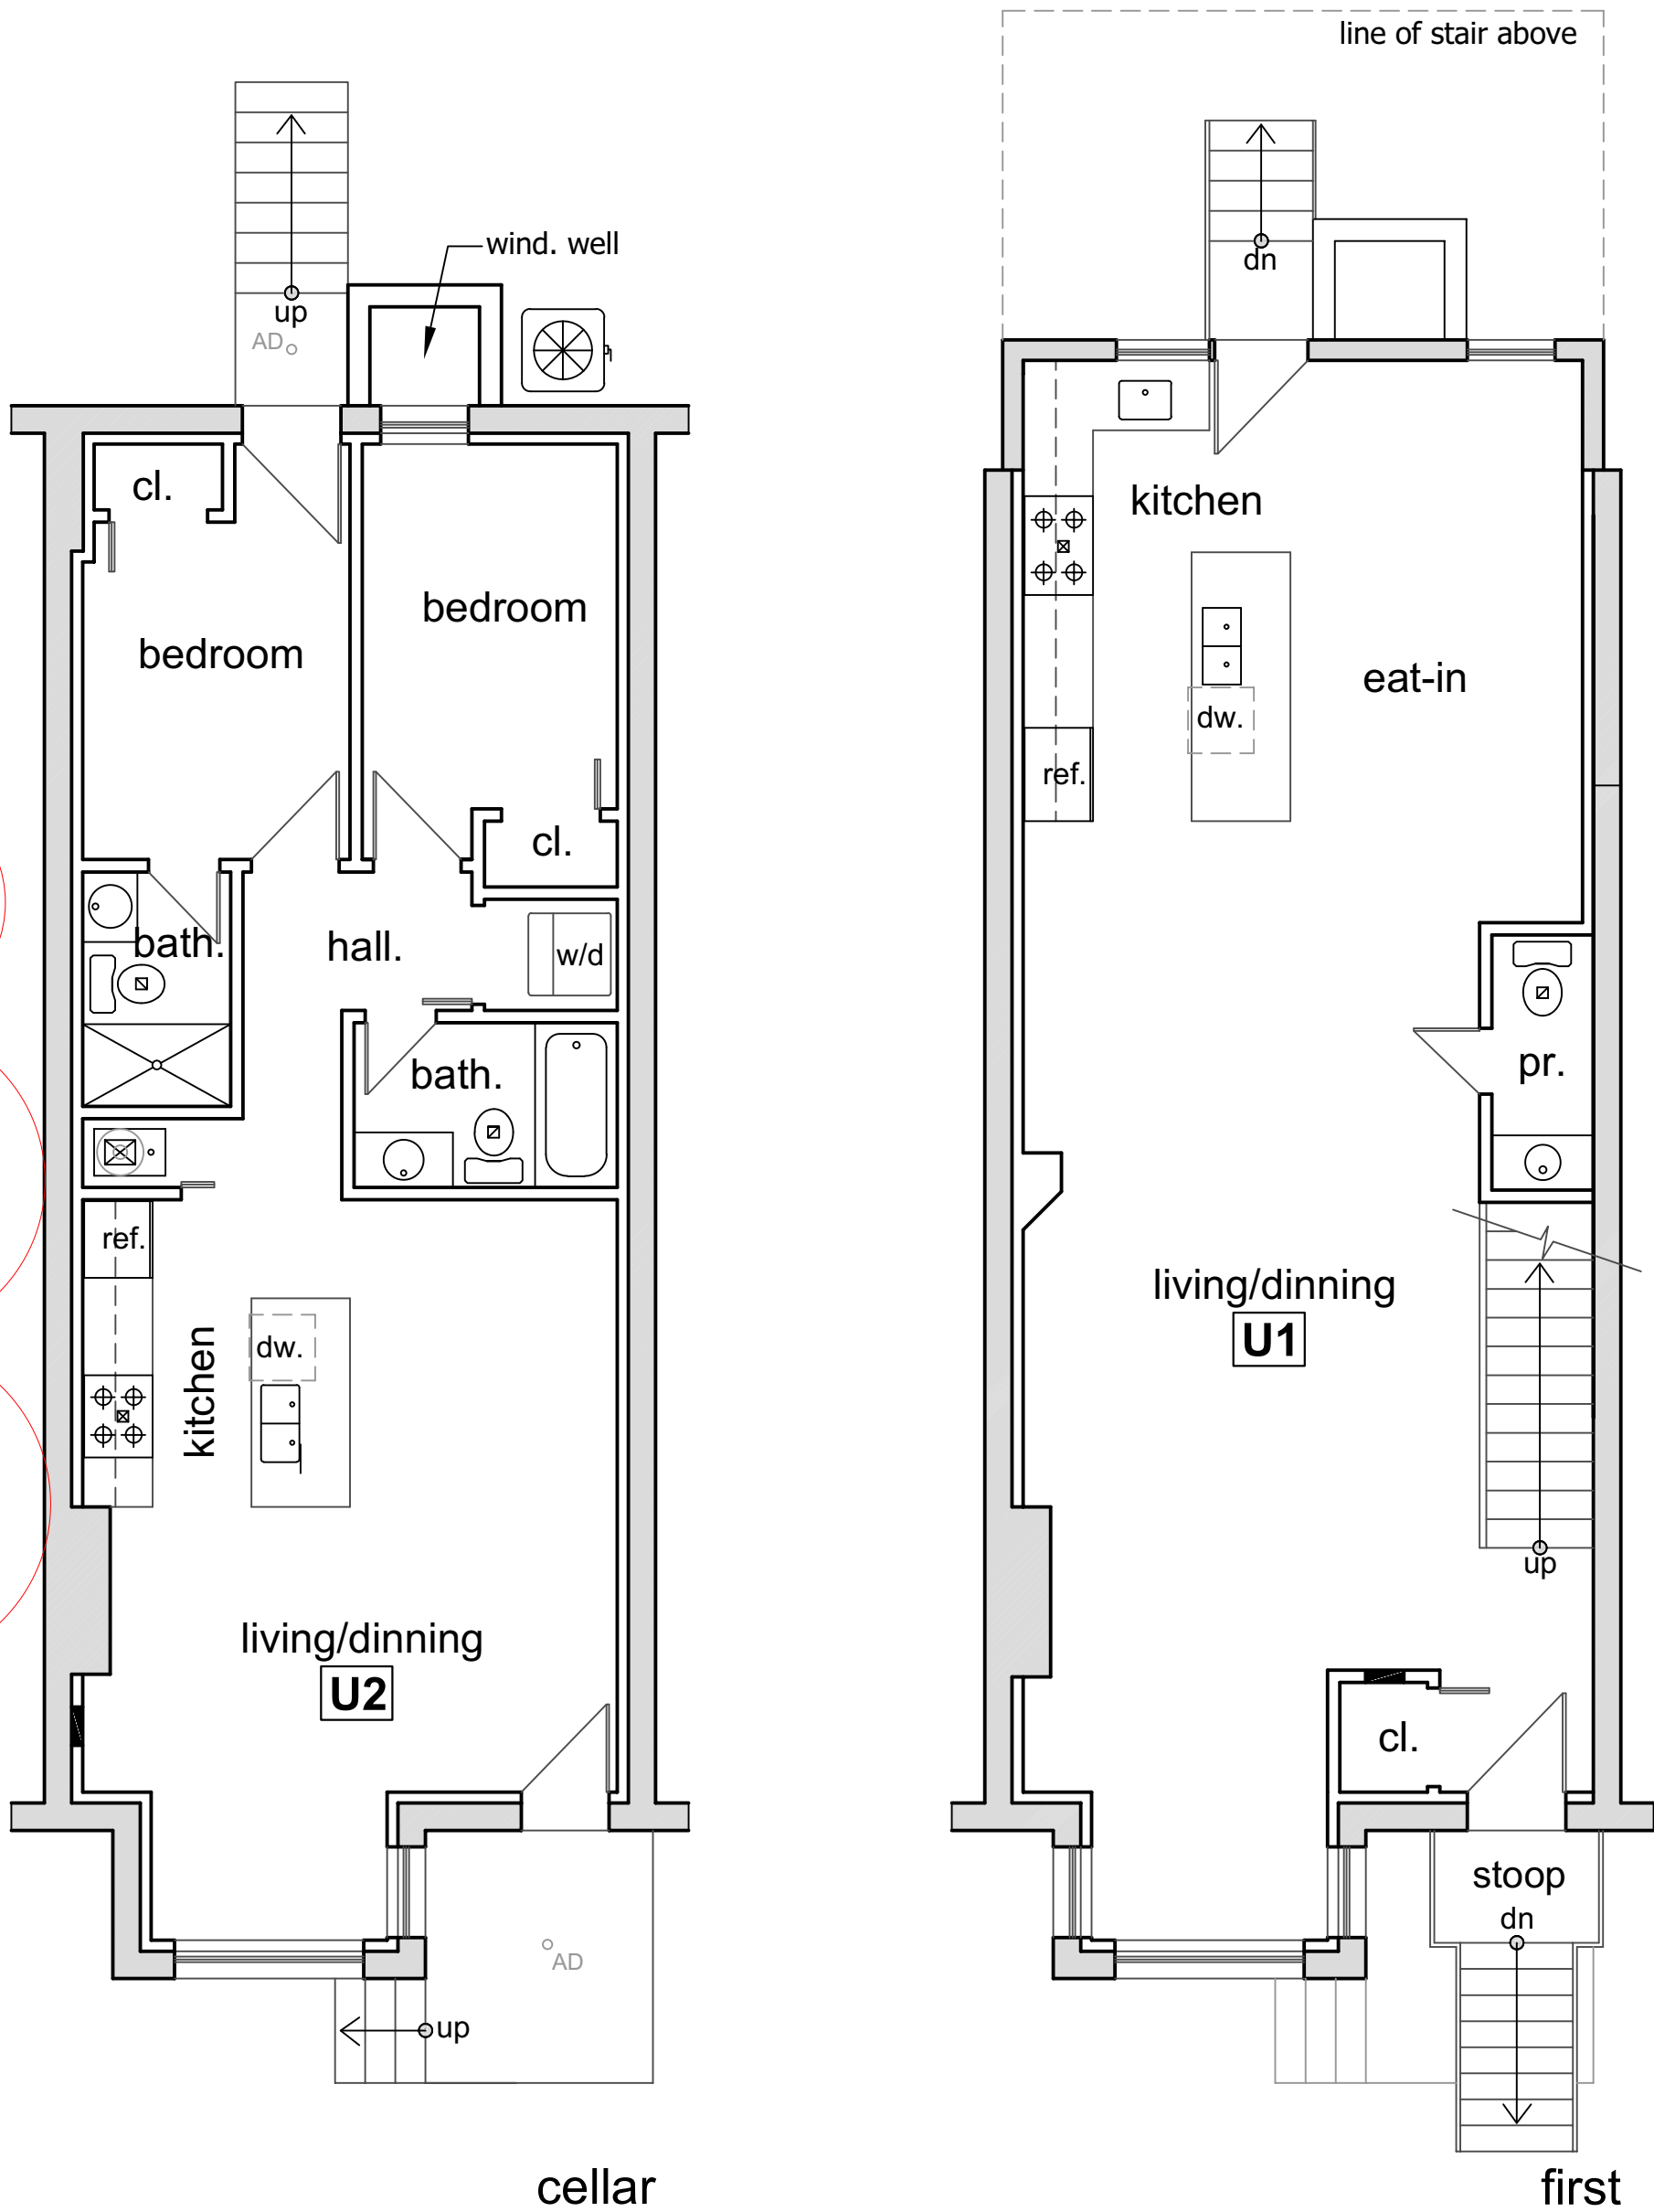 line of stair above
wind. well
up
AD
dn
cl.
bedroom
bedroom
cl.
bath.
hall.
w/d
bath.
ref.
kitchen
dw.
living/dinning
U2
AD
up
cellar
kitchen
eat-in
dw.
ref.
pr.
living/dinning
U1
up
cl.
stoop
dn
first